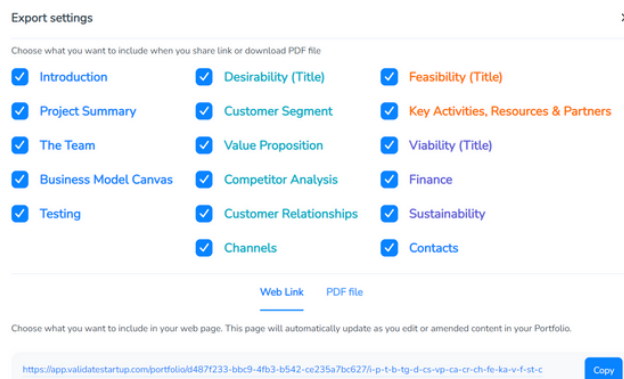 Export settings
Choose what you want to include when you share link or download PDF file
Introduction
Desirability (Title)
Feasibility (Title)
Project Summary
Customer Segment
Key Activities, Resources & Partners
The Team
Value Proposition
Viability (Title)
Business Model Canvas
Competitor Analysis
Finance
Testing
Customer Relationships
Sustainability
Channels
Contacts
Web Link
PDF file
Choose what you want to include in your web page. This page will automatically update as you edit or amended content in your Portfolio.
https://app.validatestartup.com/portfolio/d487f233-bbc9-4fb3-b542-ce235a7bc627/i-p-t-b-tg-d-cs-vp-ca-cr-ch-fe-ka-v-f-st-c
Copy